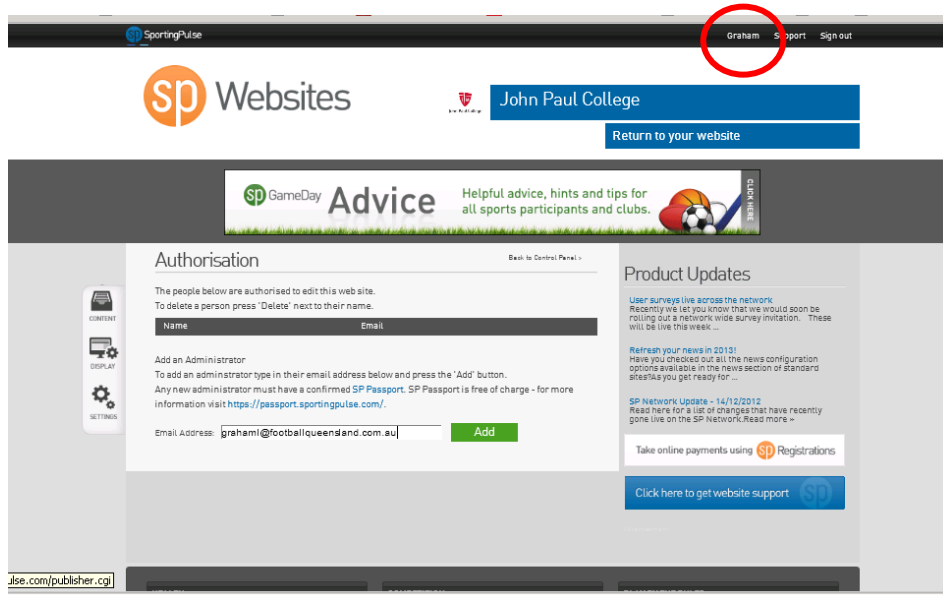 SportingPulse
Graham Support Sign out
sp Websites
John Paul College
John Paul College
Return to your website
sp GameDay Advice
Helpful advice, hints and tips for
all sports participants and clubs.
CLICK HERE
Authorisation
Back to Control Panel >
The people below are authorised to edit this web site.
To delete a person press 'Delete' next to their name.
Name Email
Add an Administrator
To add an adminstrator type in their email address below and press the 'Add' button.
Any new administrator must have a confirmed SP Passport. SP Passport is free of charge - for more
information visit https://passport.sportingpulse.com/.
Email Address: grahaml@footballqueensland.com.au
Add
CONTENT
DISPLAY
SETTINGS
Product Updates
User surveys live across the network
Recently we let you know that we would soon be
rolling out a network wide survey invitation. These
will be live this week ...
Refresh your news in 2013!
Have you checked out all the news configuration
options available in the news section of standard
sites?As you get ready for ...
SP Network Update - 14/12/2012
Read here for a list of changes that have recently
gone live on the SP Network.Read more »
Take online payments using sp Registrations
Click here to get website support sp
ulse.com/publisher.cgi